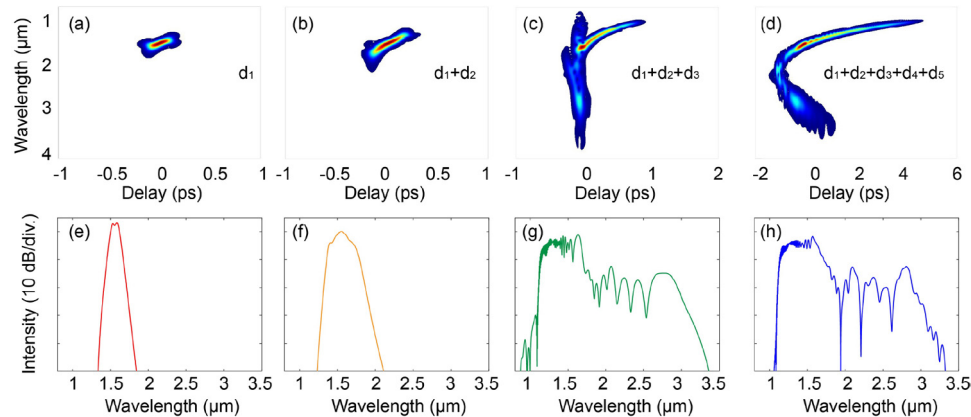 (a) (b) (c) (d)
Wavelength (µm)
1
2
3
4
d₁ d₁+d₂ d₁+d₂+d₃ d₁+d₂+d₃+d₄+d₅
-1 -0.5 0 0.5 1 -1 -0.5 0 0.5 1 -1 0 1 2 -2 0 2 4 6
Delay (ps) Delay (ps) Delay (ps) Delay (ps)
(e) (f) (g) (h)
Intensity (10 dB/div.)
1 1.5 2 2.5 3 3.5 1 1.5 2 2.5 3 3.5 1 1.5 2 2.5 3 3.5 1 1.5 2 2.5 3 3.5
Wavelength (µm) Wavelength (µm) Wavelength (µm) Wavelength (µm)